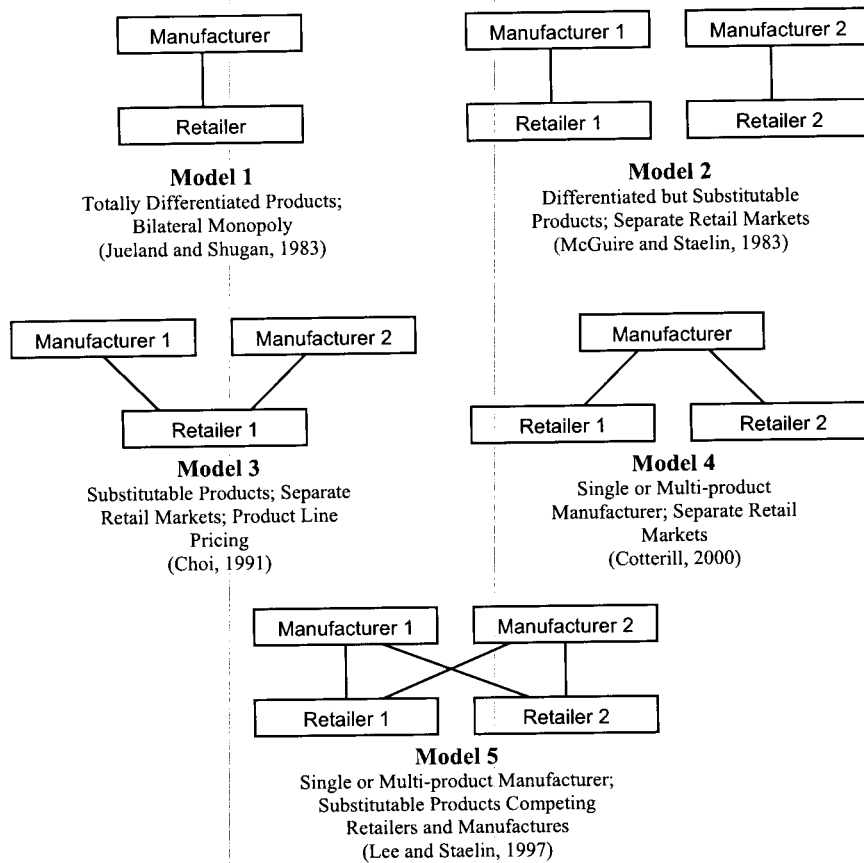 Manufacturer
Retailer
Model 1
Totally Differentiated Products;
Bilateral Monopoly
(Jueland and Shugan, 1983)
Manufacturer 1
Manufacturer 2
Retailer 1
Retailer 2
Model 2
Differentiated but Substitutable
Products; Separate Retail Markets
(McGuire and Staelin, 1983)
Manufacturer 1
Manufacturer 2
Retailer 1
Model 3
Substitutable Products; Separate
Retail Markets; Product Line
Pricing
(Choi, 1991)
Manufacturer
Retailer 1
Retailer 2
Model 4
Single or Multi-product
Manufacturer; Separate Retail
Markets
(Cotterill, 2000)
Manufacturer 1
Manufacturer 2
Retailer 1
Retailer 2
Model 5
Single or Multi-product Manufacturer;
Substitutable Products Competing
Retailers and Manufactures
(Lee and Staelin, 1997)